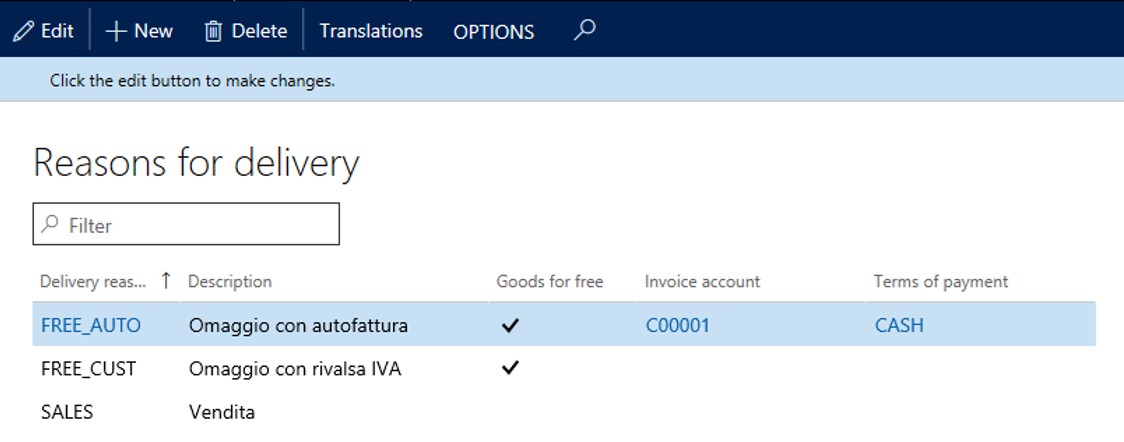 Edit New Delete Translations OPTIONS
Click the edit button to make changes.
Reasons for delivery
Filter
Delivery reas... ↑ Description Goods for free Invoice account Terms of payment
FREE_AUTO Omaggio con autofattura ✓ C00001 CASH
FREE_CUST Omaggio con rivalsa IVA ✓
SALES Vendita